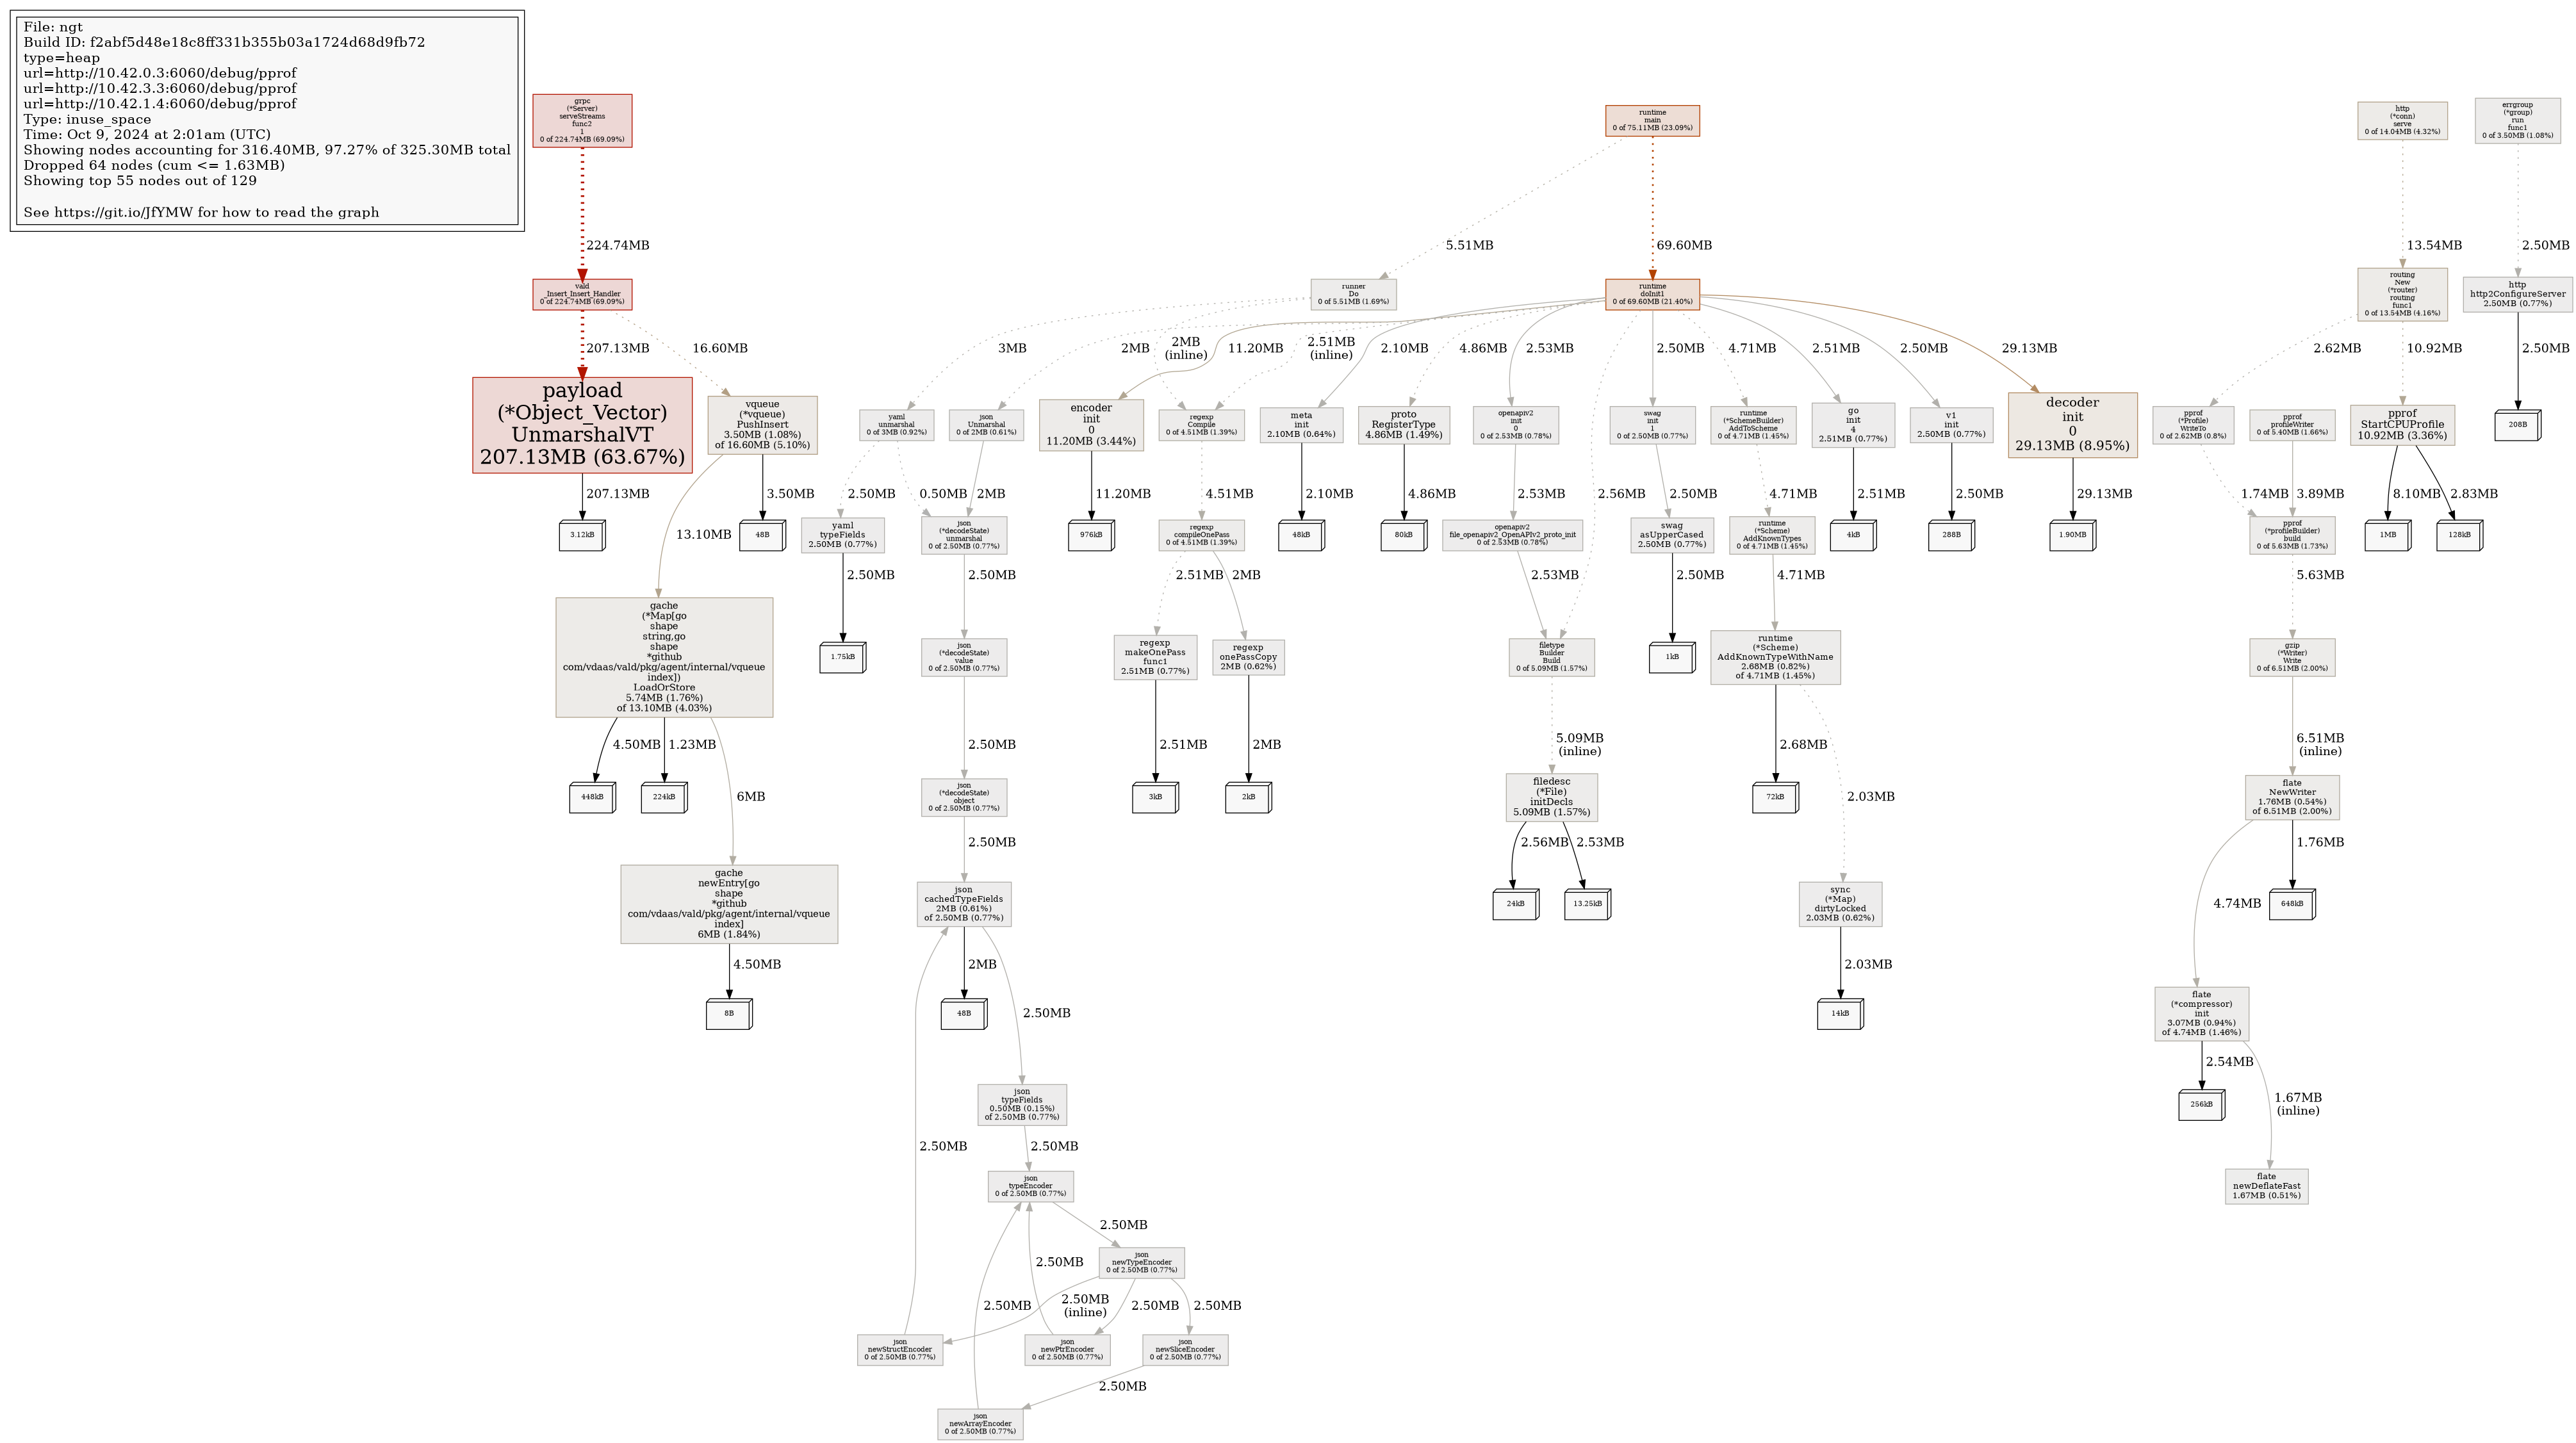 File: ngt
Build ID: f2abf5d48e18c8ff331b355b03a1724d68d9fb72
type=heap
url=http://10.42.0.3:6060/debug/pprof
url=http://10.42.3.3:6060/debug/pprof
url=http://10.42.1.4:6060/debug/pprof
Type: inuse_space
Time: Oct 9, 2024 at 2:01am (UTC)
Showing nodes accounting for 316.40MB, 97.27% of 325.30MB total
Dropped 64 nodes (cum <= 1.63MB)
Showing top 55 nodes out of 129
See https://git.io/JfYMW for how to read the graph
grpc
(*Server)
serveStreams
func2
1
0 of 224.74MB (69.09%)
runtime
main
0 of 75.11MB (23.09%)
http
(*conn)
serve
0 of 14.04MB (4.32%)
errgroup
(*group)
run
func1
0 of 3.50MB (1.08%)
224.74MB
5.51MB
69.60MB
13.54MB
2.50MB
vald
_Insert_Insert_Handler
0 of 224.74MB (69.09%)
runner
Do
0 of 5.51MB (1.69%)
runtime
doInit1
0 of 69.60MB (21.40%)
routing
New
(*router)
routing
func1
0 of 13.54MB (4.16%)
http
http2ConfigureServer
2.50MB (0.77%)
207.13MB
16.60MB
3MB
2MB
2MB
(inline)
11.20MB
2.51MB
(inline)
2.10MB
4.86MB
2.53MB
2.50MB
4.71MB
2.51MB
2.50MB
29.13MB
2.62MB
10.92MB
2.50MB
payload
(*Object_Vector)
UnmarshalVT
207.13MB (63.67%)
vqueue
(*vqueue)
PushInsert
3.50MB (1.08%)
of 16.60MB (5.10%)
yaml
unmarshal
0 of 3MB (0.92%)
json
Unmarshal
0 of 2MB (0.61%)
encoder
init
0
11.20MB (3.44%)
regexp
Compile
0 of 4.51MB (1.39%)
meta
init
2.10MB (0.64%)
proto
RegisterType
4.86MB (1.49%)
openapiv2
init
0
0 of 2.53MB (0.78%)
swag
init
1
0 of 2.50MB (0.77%)
runtime
(*SchemeBuilder)
AddToScheme
0 of 4.71MB (1.45%)
go
init
4
2.51MB (0.77%)
v1
init
2.50MB (0.77%)
decoder
init
0
29.13MB (8.95%)
pprof
(*Profile)
WriteTo
0 of 2.62MB (0.8%)
pprof
profileWriter
0 of 5.40MB (1.66%)
pprof
StartCPUProfile
10.92MB (3.36%)
208B
207.13MB
3.50MB
2.50MB
0.50MB
2MB
11.20MB
4.51MB
2.10MB
4.86MB
2.53MB
2.56MB
2.50MB
4.71MB
2.51MB
2.50MB
29.13MB
1.74MB
3.89MB
8.10MB
2.83MB
13.10MB
3.12kB
48B
yaml
typeFields
2.50MB (0.77%)
json
(*decodeState)
unmarshal
0 of 2.50MB (0.77%)
976kB
regexp
compileOnePass
0 of 4.51MB (1.39%)
48kB
80kB
openapiv2
file_openapiv2_OpenAPIv2_proto_init
0 of 2.53MB (0.78%)
swag
asUpperCased
2.50MB (0.77%)
runtime
(*Scheme)
AddKnownTypes
0 of 4.71MB (1.45%)
4kB
288B
1.90MB
pprof
(*profileBuilder)
build
0 of 5.63MB (1.73%)
1MB
128kB
2.50MB
2.50MB
2.51MB
2MB
2.53MB
2.50MB
4.71MB
5.63MB
gache
(*Map[go
shape
string,go
shape
*github
com/vdaas/vald/pkg/agent/internal/vqueue
index])
LoadOrStore
5.74MB (1.76%)
of 13.10MB (4.03%)
1.75kB
json
(*decodeState)
value
0 of 2.50MB (0.77%)
regexp
makeOnePass
func1
2.51MB (0.77%)
regexp
onePassCopy
2MB (0.62%)
filetype
Builder
Build
0 of 5.09MB (1.57%)
1kB
runtime
(*Scheme)
AddKnownTypeWithName
2.68MB (0.82%)
of 4.71MB (1.45%)
gzip
(*Writer)
Write
0 of 6.51MB (2.00%)
4.50MB
1.23MB
6MB
2.50MB
2.51MB
2MB
5.09MB
(inline)
2.68MB
2.03MB
6.51MB
(inline)
448kB
224kB
json
(*decodeState)
object
0 of 2.50MB (0.77%)
3kB
2kB
filedesc
(*File)
initDecls
5.09MB (1.57%)
72kB
flate
NewWriter
1.76MB (0.54%)
of 6.51MB (2.00%)
2.50MB
2.56MB
2.53MB
1.76MB
4.74MB
gache
newEntry[go
shape
*github
com/vdaas/vald/pkg/agent/internal/vqueue
index]
6MB (1.84%)
json
cachedTypeFields
2MB (0.61%)
of 2.50MB (0.77%)
24kB
13.25kB
sync
(*Map)
dirtyLocked
2.03MB (0.62%)
648kB
4.50MB
2MB
2.50MB
2.03MB
8B
48B
14kB
flate
(*compressor)
init
3.07MB (0.94%)
of 4.74MB (1.46%)
2.54MB
1.67MB
(inline)
json
typeFields
0.50MB (0.15%)
of 2.50MB (0.77%)
256kB
2.50MB
2.50MB
json
typeEncoder
0 of 2.50MB (0.77%)
flate
newDeflateFast
1.67MB (0.51%)
2.50MB
2.50MB
json
newTypeEncoder
0 of 2.50MB (0.77%)
2.50MB
2.50MB
(inline)
2.50MB
2.50MB
json
newStructEncoder
0 of 2.50MB (0.77%)
json
newPtrEncoder
0 of 2.50MB (0.77%)
json
newSliceEncoder
0 of 2.50MB (0.77%)
2.50MB
json
newArrayEncoder
0 of 2.50MB (0.77%)